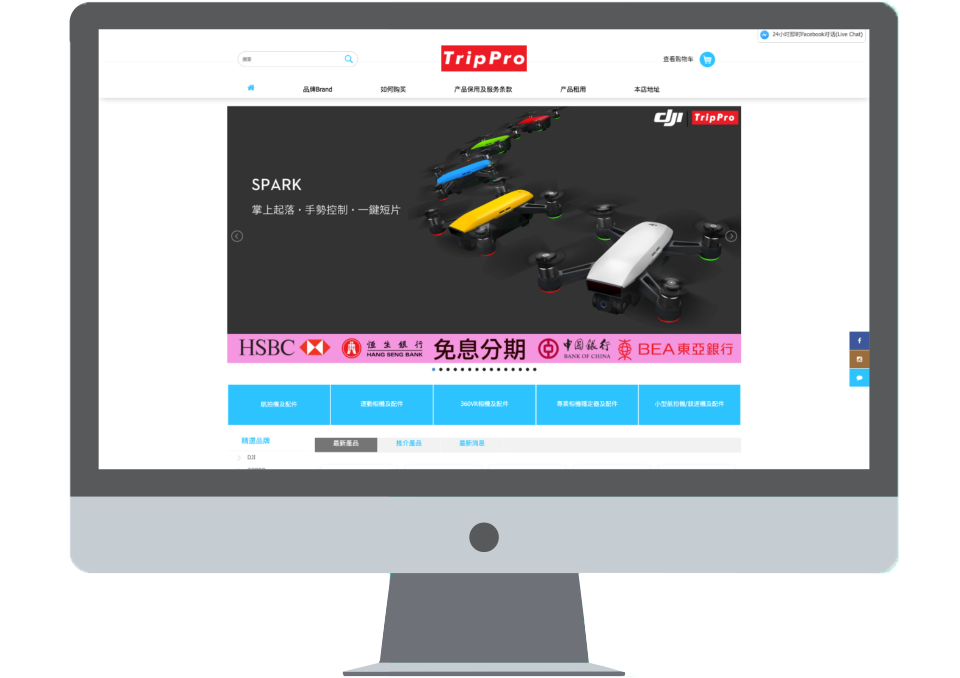 24小时即时Facebook对话(Live Chat)
搜索
TripPro
查看购物车
品牌Brand
如何购买
产品保用及服务条款
产品租用
本店地址
dji TripPro
SPARK
掌上起落·手勢控制·一鍵短片
HSBC 恒生銀行 HANG SENG BANK 免息分期 中國銀行 BANK OF CHINA BEA東亞銀行
航拍機及配件
運動相機及配件
360VR相機及配件
專業相機穩定器及配件
小型航拍機/競速機及配件
精選品牌
最新產品
推介產品
最新消息
DJI